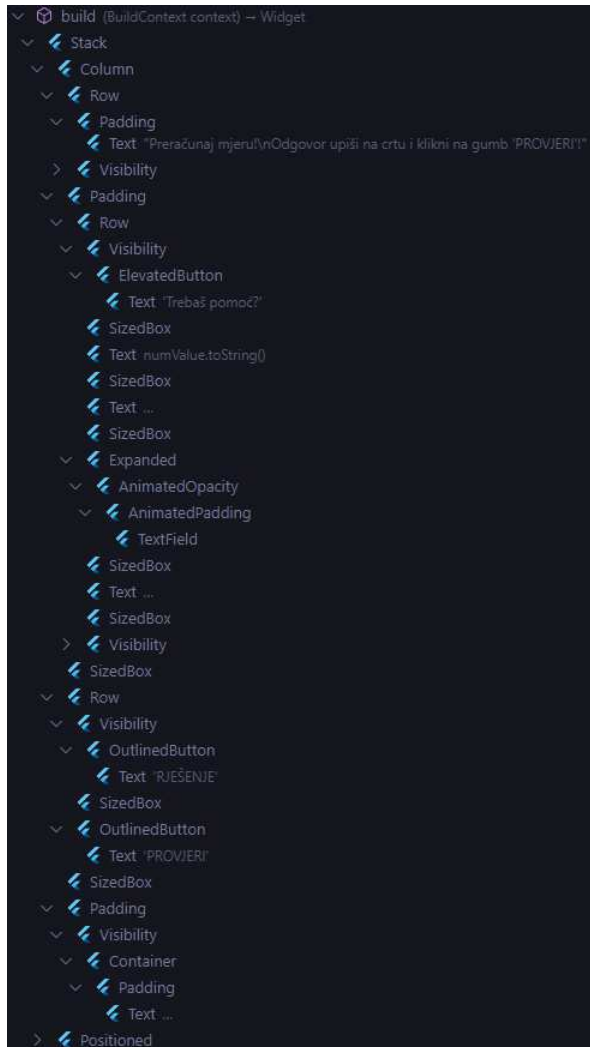 build (BuildContext context) → Widget
Stack
Column
Row
Padding
Text "Preračunaj mjeru!\nOdgovor upiši na crtu i klikni na gumb 'PROVJERI'!"
Visibility
Padding
Row
Visibility
ElevatedButton
Text 'Trebaš pomoć?'
SizedBox
Text numValue.toString()
SizedBox
Text ...
SizedBox
Expanded
AnimatedOpacity
AnimatedPadding
TextField
SizedBox
Text ...
SizedBox
Visibility
SizedBox
Row
Visibility
OutlinedButton
Text 'RJEŠENJE'
SizedBox
OutlinedButton
Text 'PROVJERI'
SizedBox
Padding
Visibility
Container
Padding
Text ...
Positioned